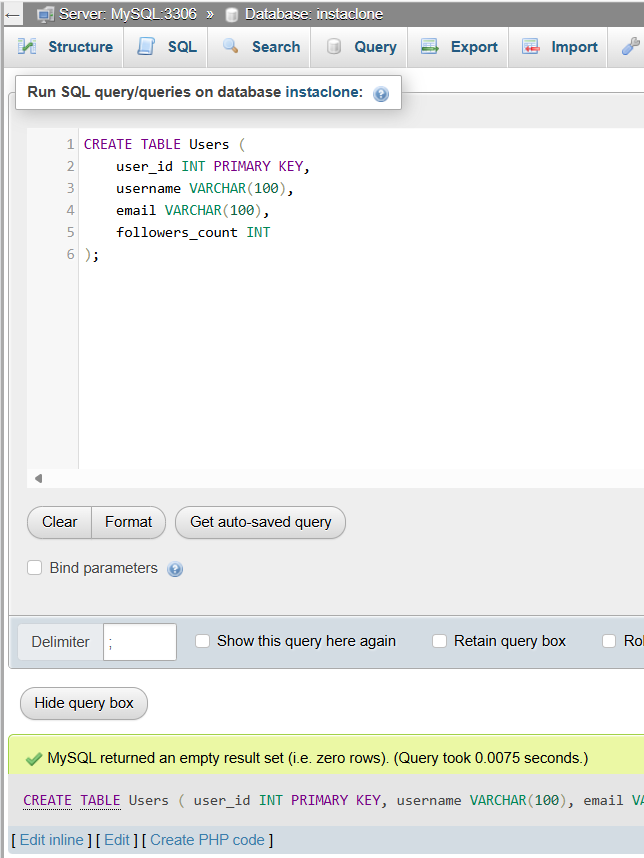 ← Server: MySQL:3306 » Database: instaclone
Structure SQL Search Query Export Import
Run SQL query/queries on database instaclone:
1 CREATE TABLE Users (
2 user_id INT PRIMARY KEY,
3 username VARCHAR(100),
4 email VARCHAR(100),
5 followers_count INT
6 );
Clear Format Get auto-saved query
Bind parameters
Delimiter ; Show this query here again Retain query box
Hide query box
MySQL returned an empty result set (i.e. zero rows). (Query took 0.0075 seconds.)
CREATE TABLE Users ( user_id INT PRIMARY KEY, username VARCHAR(100), email
[ Edit inline ] [ Edit ] [ Create PHP code ]